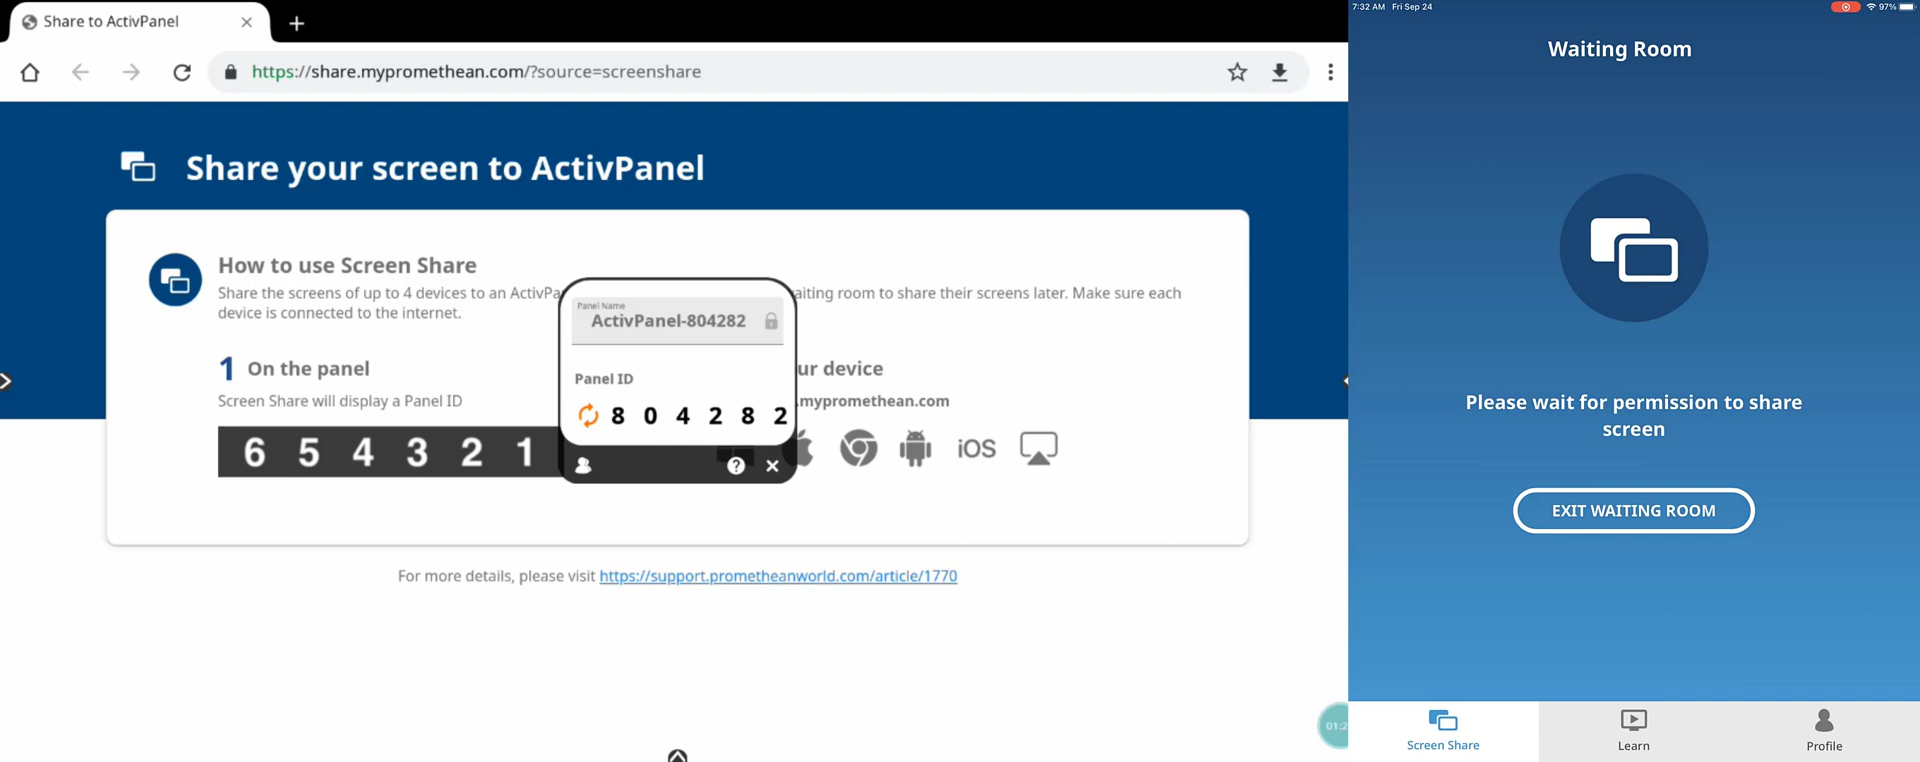 Share to ActivPanel
https://share.mypromethean.com/?source=screenshare
Share your screen to ActivPanel
How to use Screen Share
Share the screens of up to 4 devices to an ActivPa
aiting room to share their screens later. Make sure each
device is connected to the internet.
1 On the panel
Screen Share will display a Panel ID
6 5 4 3 2 1
Panel Name
ActivPanel-804282
Panel ID
8 0 4 2 8 2
ur device
.mypromethean.com
iOS
For more details, please visit https://support.prometheanworld.com/article/1770
01:2
7:32 AM Fri Sep 24
97%
Waiting Room
Please wait for permission to share
screen
EXIT WAITING ROOM
Screen Share
Learn
Profile